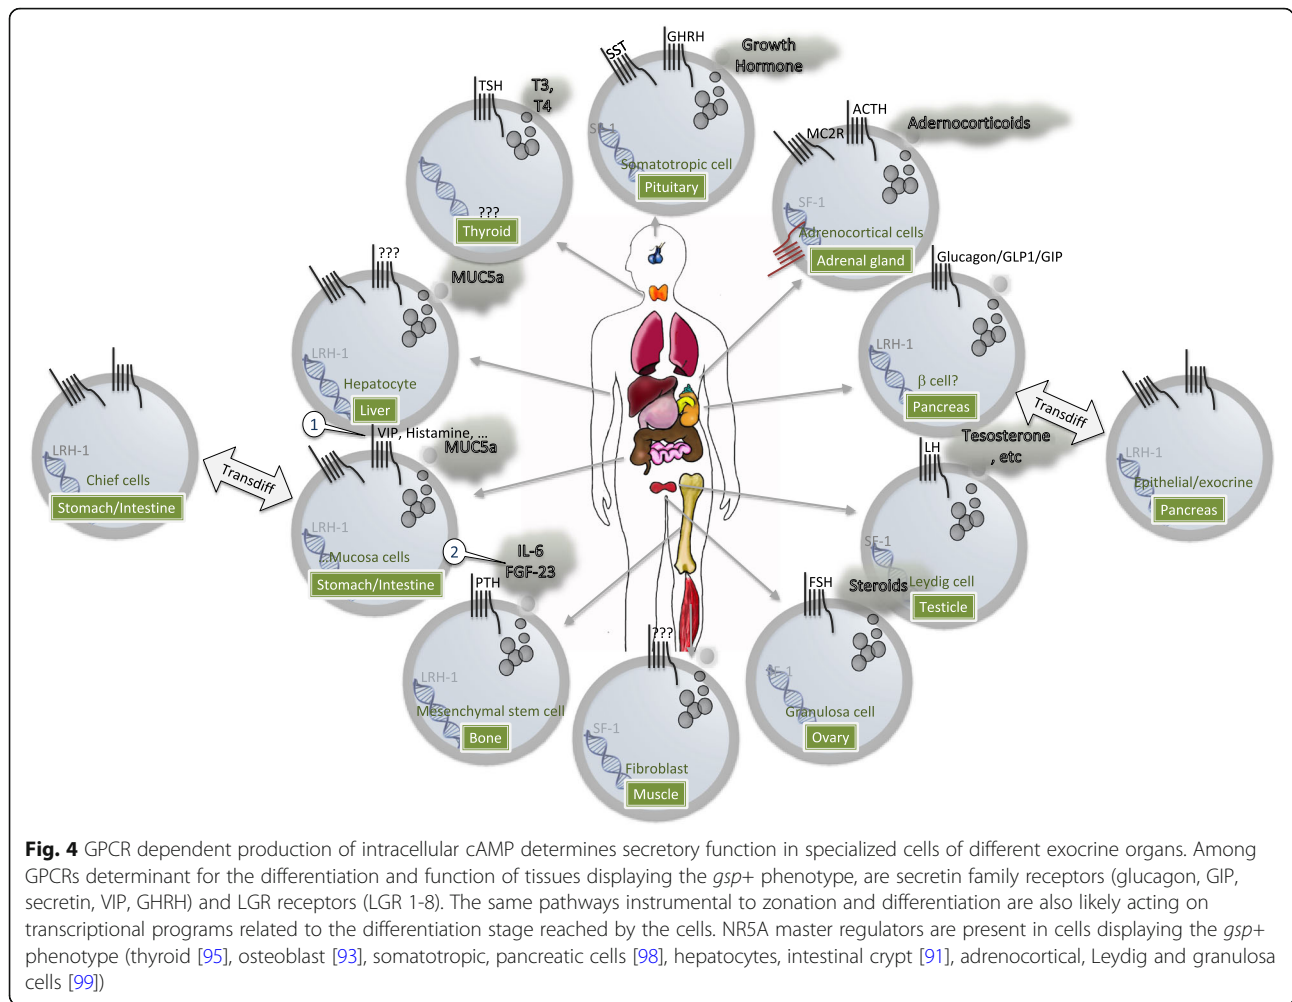 SST
GHRH
Growth
Hormone
SF-1
Somatotropic cell
Pituitary
TSH
T3,
T4
???
Thyroid
ACTH
MC2R
Adernocorticoids
SF-1
Adrenocortical cells
Adrenal gland
???
MUC5a
LRH-1
Hepatocyte
Liver
Glucagon/GLP1/GIP
LRH-1
β cell?
Pancreas
Transdiff
LRH-1
Epithelial/exocrine
Pancreas
1
VIP, Histamine, ...
MUC5a
LRH-1
Chief cells
Stomach/Intestine
Transdiff
LRH-1
..Mucosa cells
Stomach/Intestine
LH
Tesosterone
, etc
SF-1
Leydig cell
Testicle
2
IL-6
FGF-23
PTH
LRH-1
Mesenchymal stem cell
Bone
???
SF-1
Fibroblast
Muscle
FSH
Steroids
SF-1
Granulosa cell
Ovary
Fig. 4 GPCR dependent production of intracellular cAMP determines secretory function in specialized cells of different exocrine organs. Among
GPCRs determinant for the differentiation and function of tissues displaying the gsp+ phenotype, are secretin family receptors (glucagon, GIP,
secretin, VIP, GHRH) and LGR receptors (LGR 1-8). The same pathways instrumental to zonation and differentiation are also likely acting on
transcriptional programs related to the differentiation stage reached by the cells. NR5A master regulators are present in cells displaying the gsp+
phenotype (thyroid [95], osteoblast [93], somatotropic, pancreatic cells [98], hepatocytes, intestinal crypt [91], adrenocortical, Leydig and granulosa
cells [99])